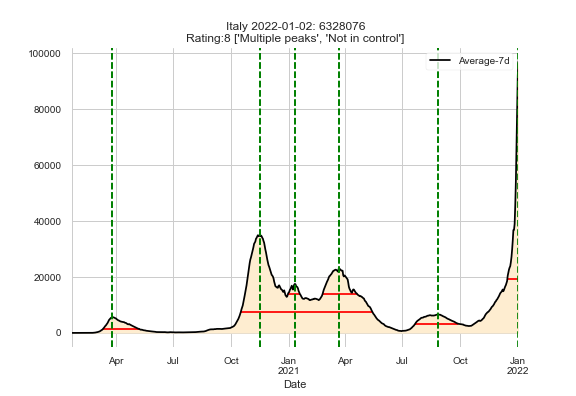 Italy 2022-01-02: 6328076
Rating:8 ['Multiple peaks', 'Not in control']
Average-7d
100000
80000
60000
40000
20000
0
Apr Jul Oct Jan Apr Jul Oct Jan
2021 2022
Date